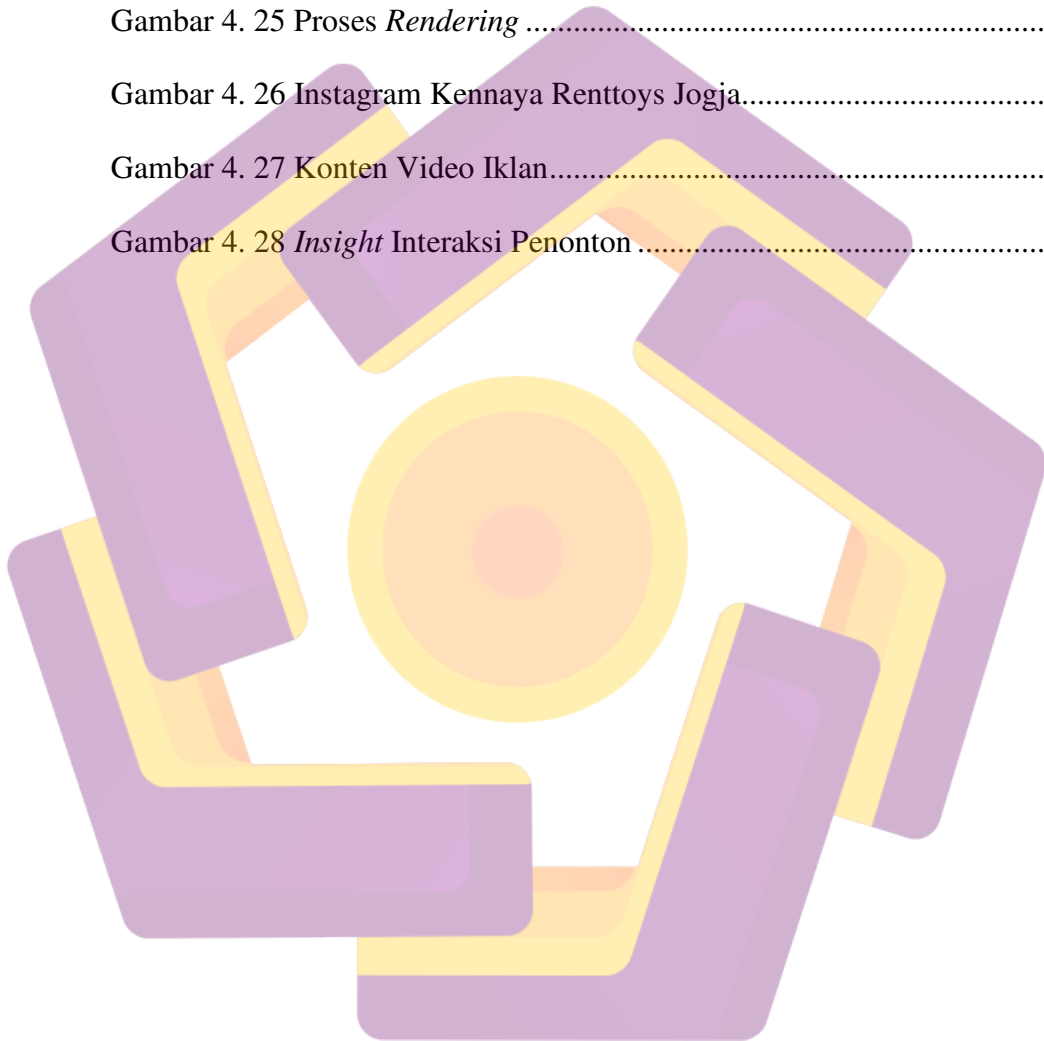 Gambar 4. 25 Proses Rendering ................................................................
Gambar 4. 26 Instagram Kennaya Renttoys Jogja.....................................
Gambar 4. 27 Konten Video Iklan.............................................................
Gambar 4. 28 Insight Interaksi Penonton ..................................................